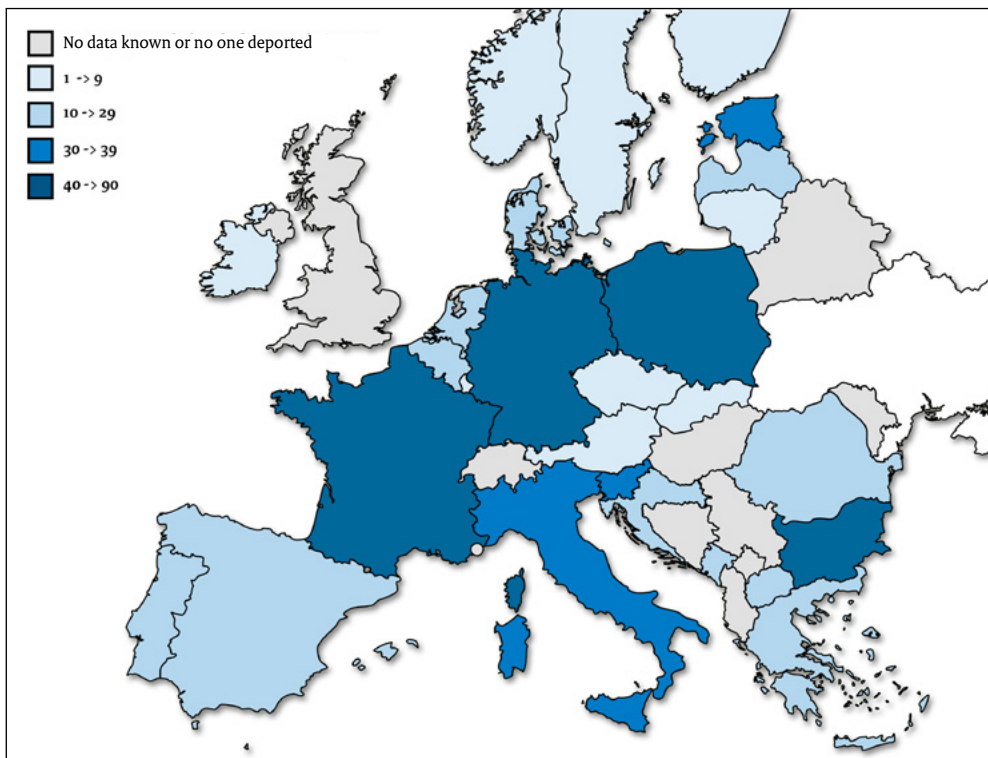 No data known or no one deported
1 -> 9
10 -> 29
30 -> 39
40 -> 90